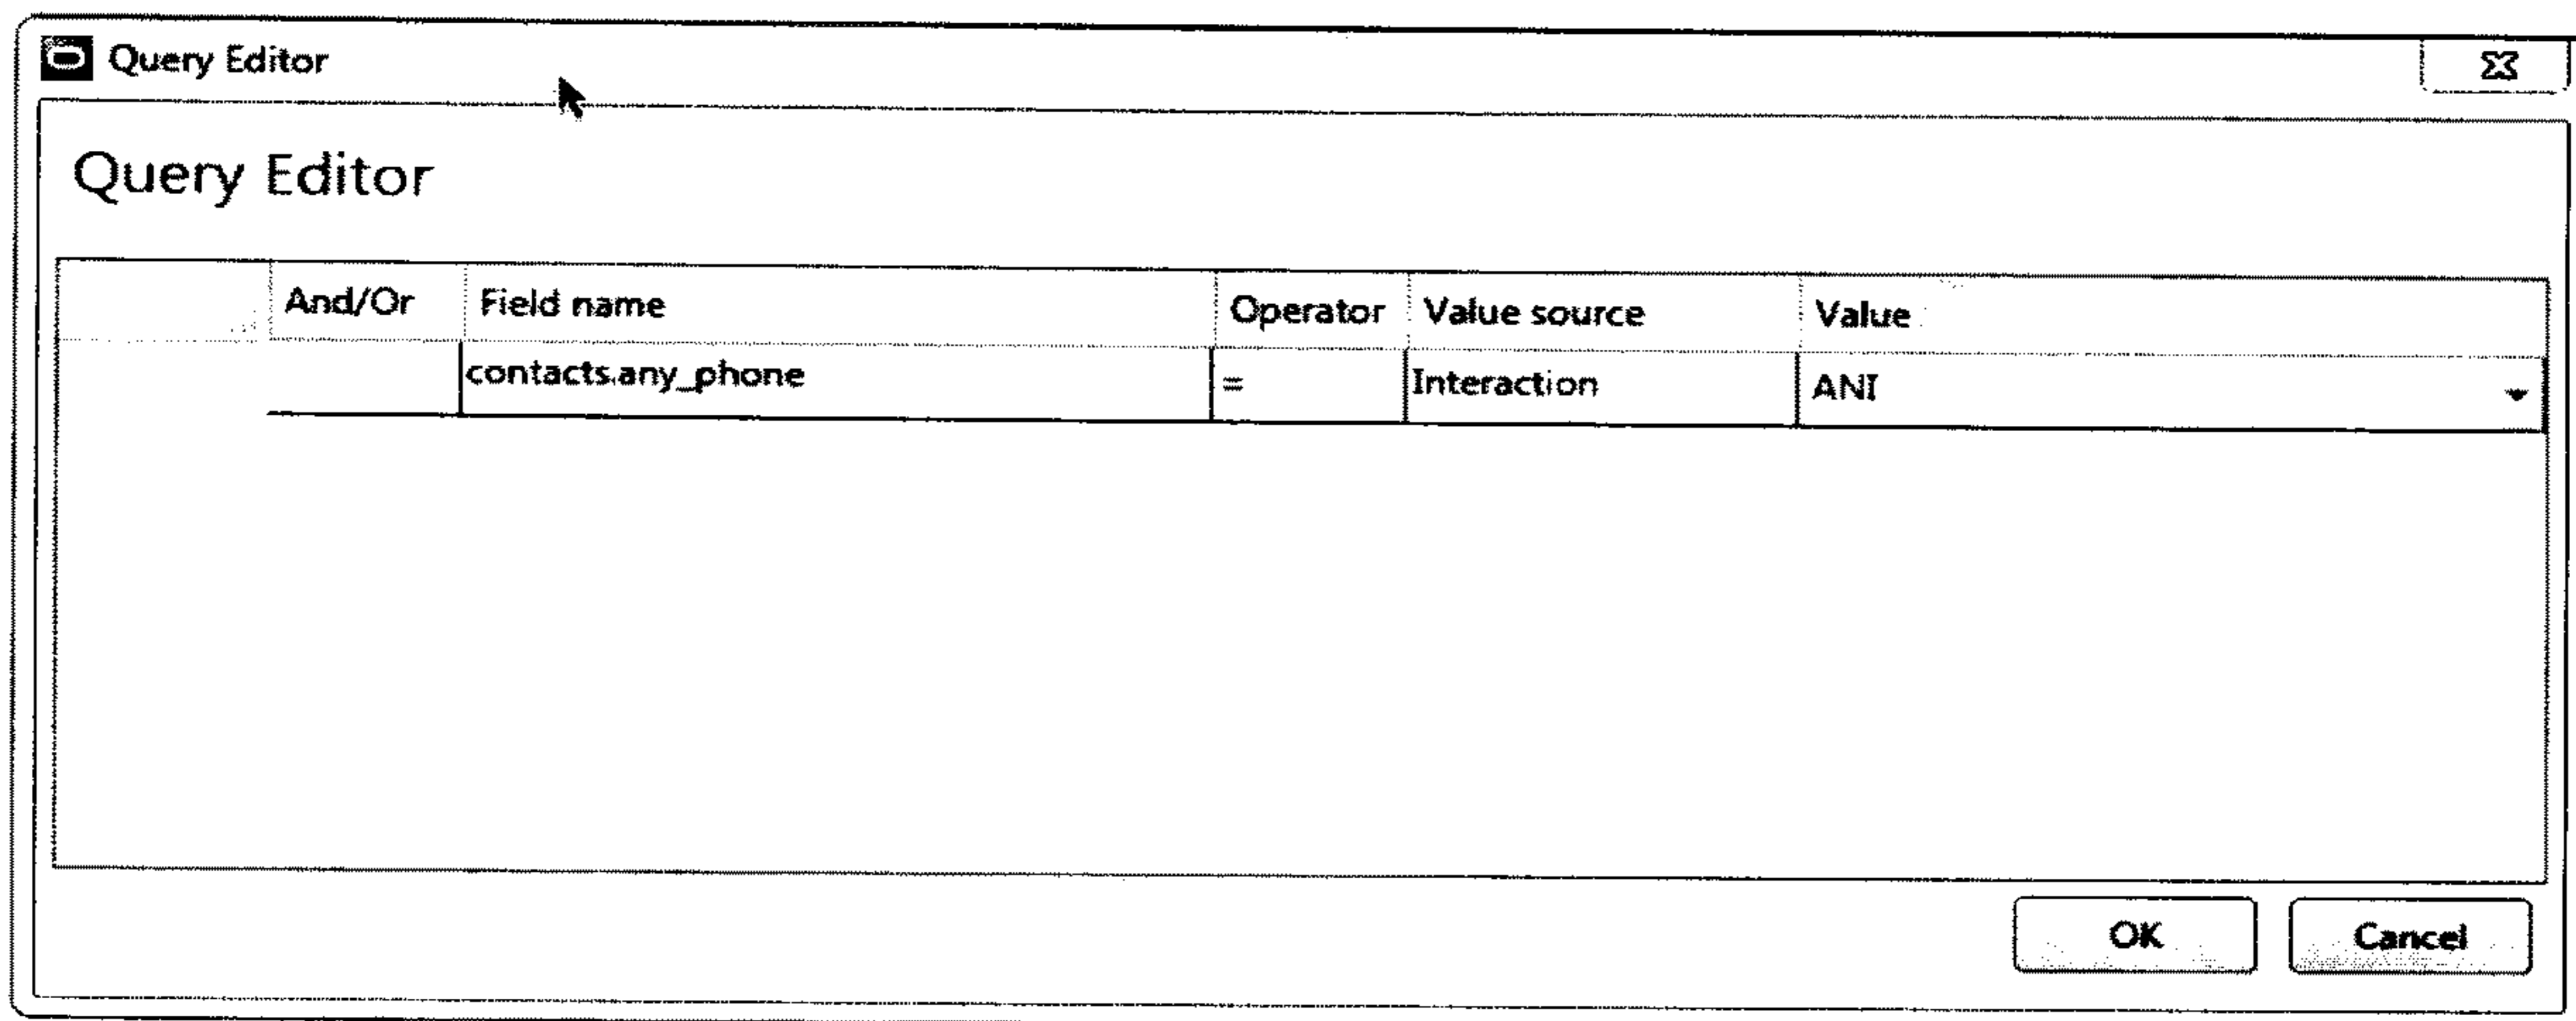 Query Editor
Query Editor
And/Or Field name Operator Value source Value
contacts.any_phone = Interaction ANI
OK Cancel